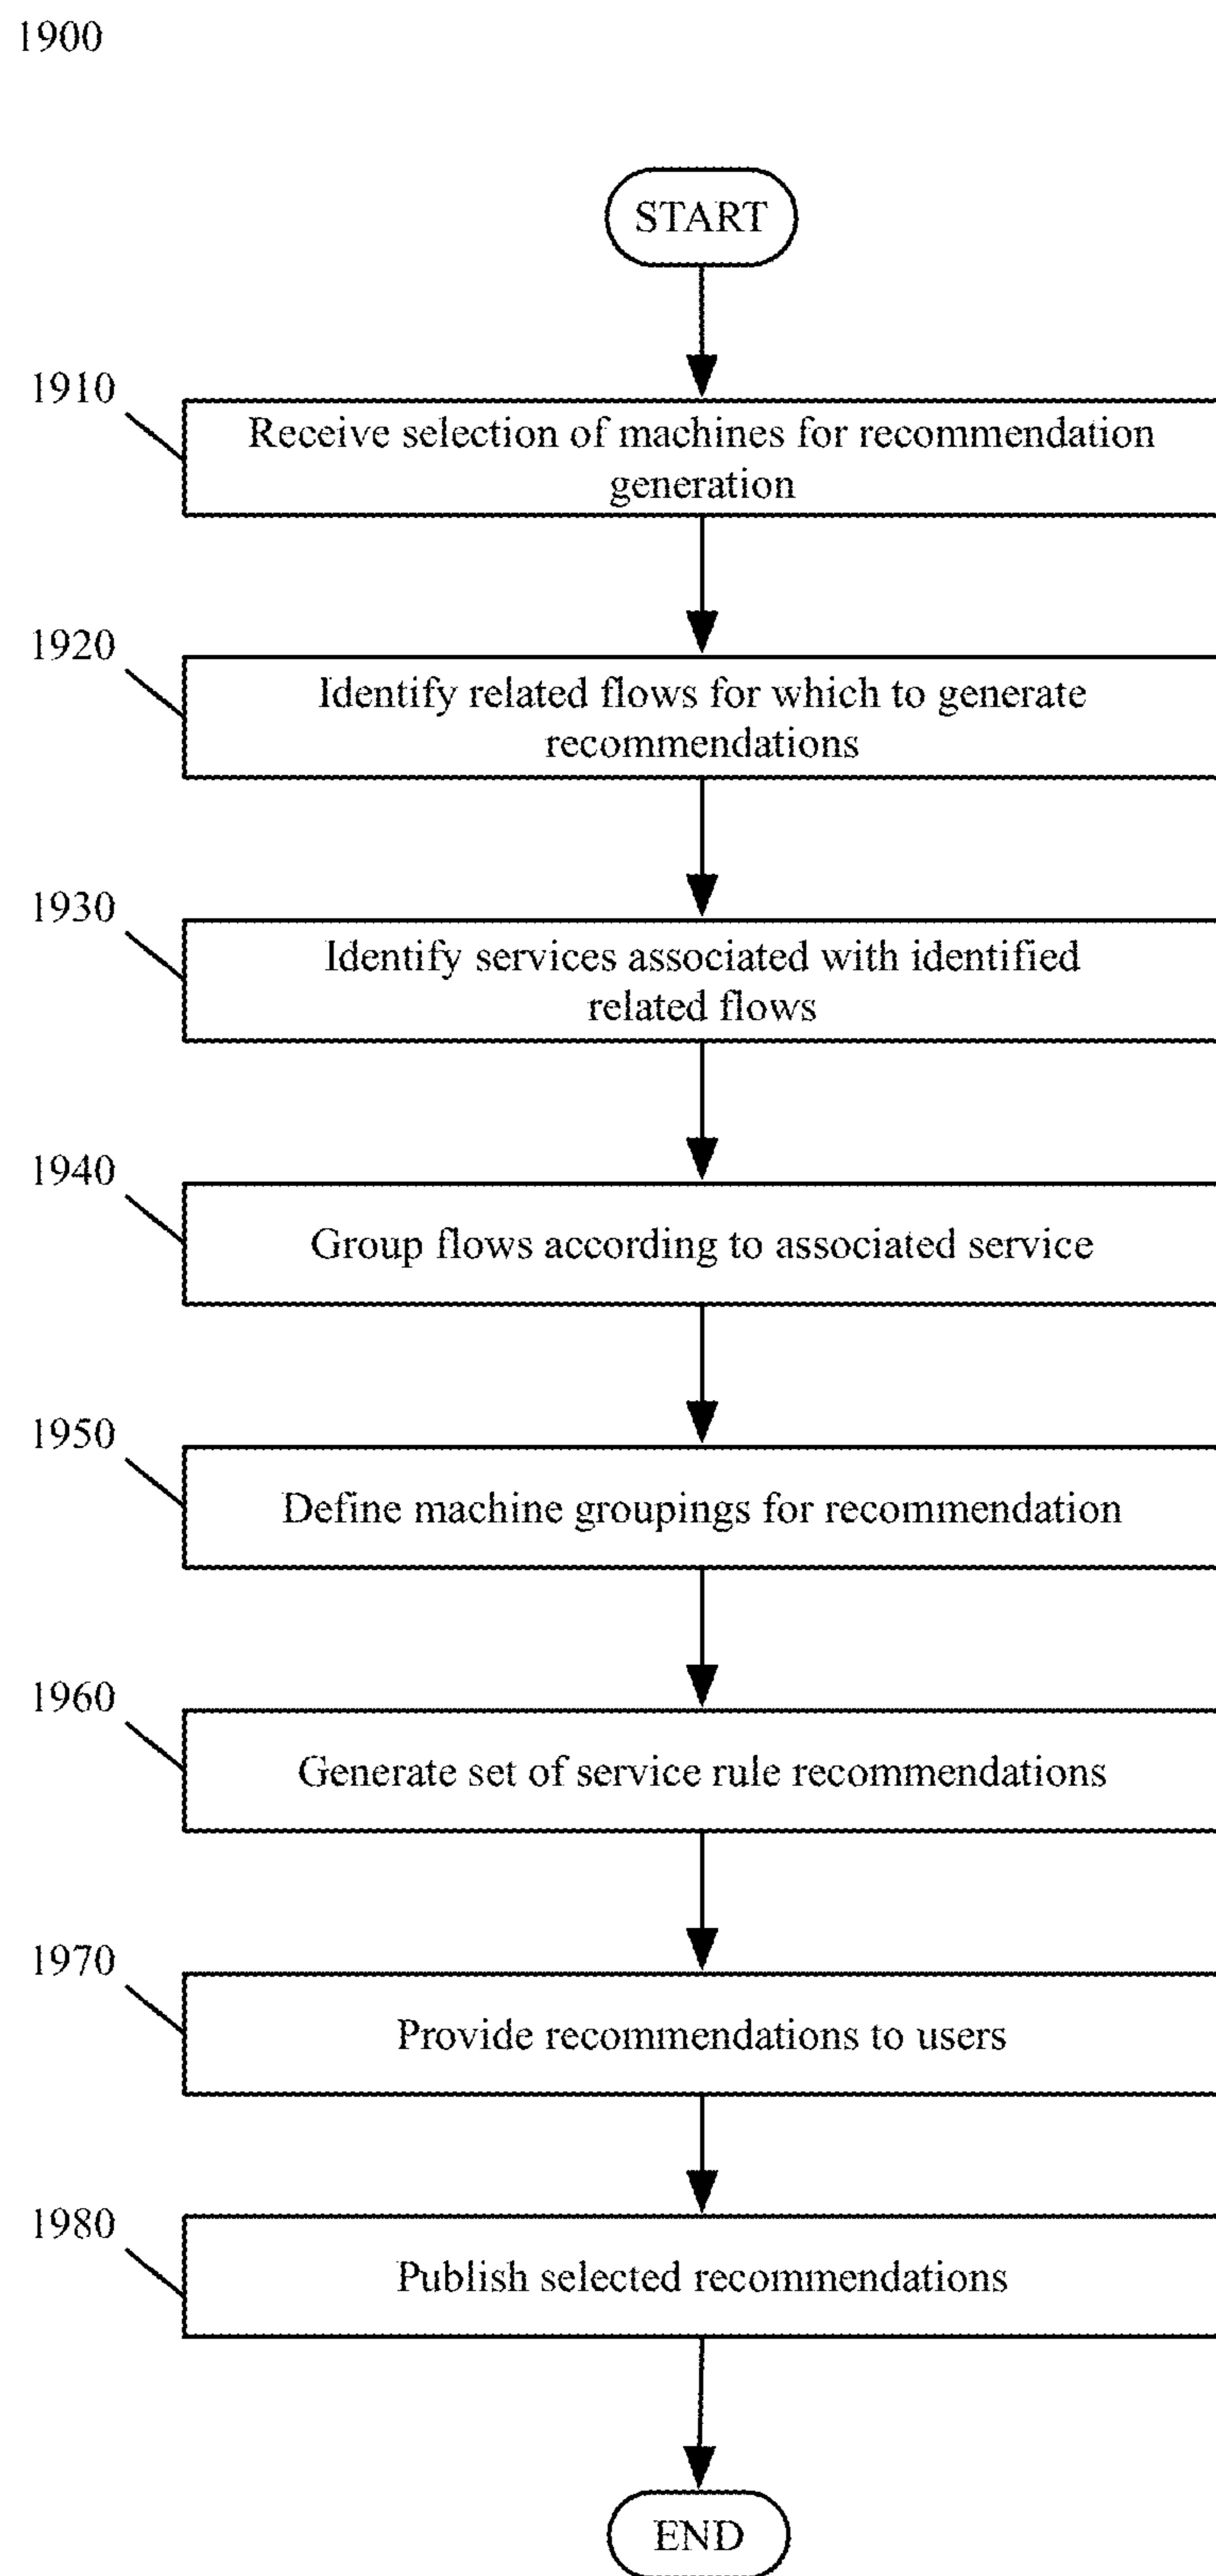 1900
START
1910
Receive selection of machines for recommendation
generation
1920
Identify related flows for which to generate
recommendations
1930
Identify services associated with identified
related flows
1940
Group flows according to associated service
1950
Define machine groupings for recommendation
1960
Generate set of service rule recommendations
1970
Provide recommendations to users
1980
Publish selected recommendations
END